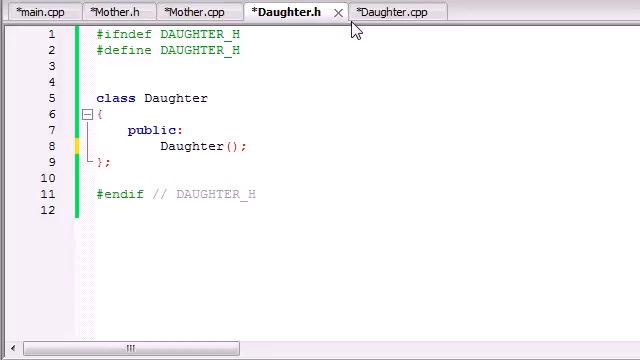 *main.cpp *Mother.h *Mother.cpp *Daughter.h *Daughter.cpp
1 #ifndef DAUGHTER_H
2 #define DAUGHTER_H
3
4
5 class Daughter
6 {
7 public:
8 Daughter();
9 };
10
11 #endif // DAUGHTER_H
12